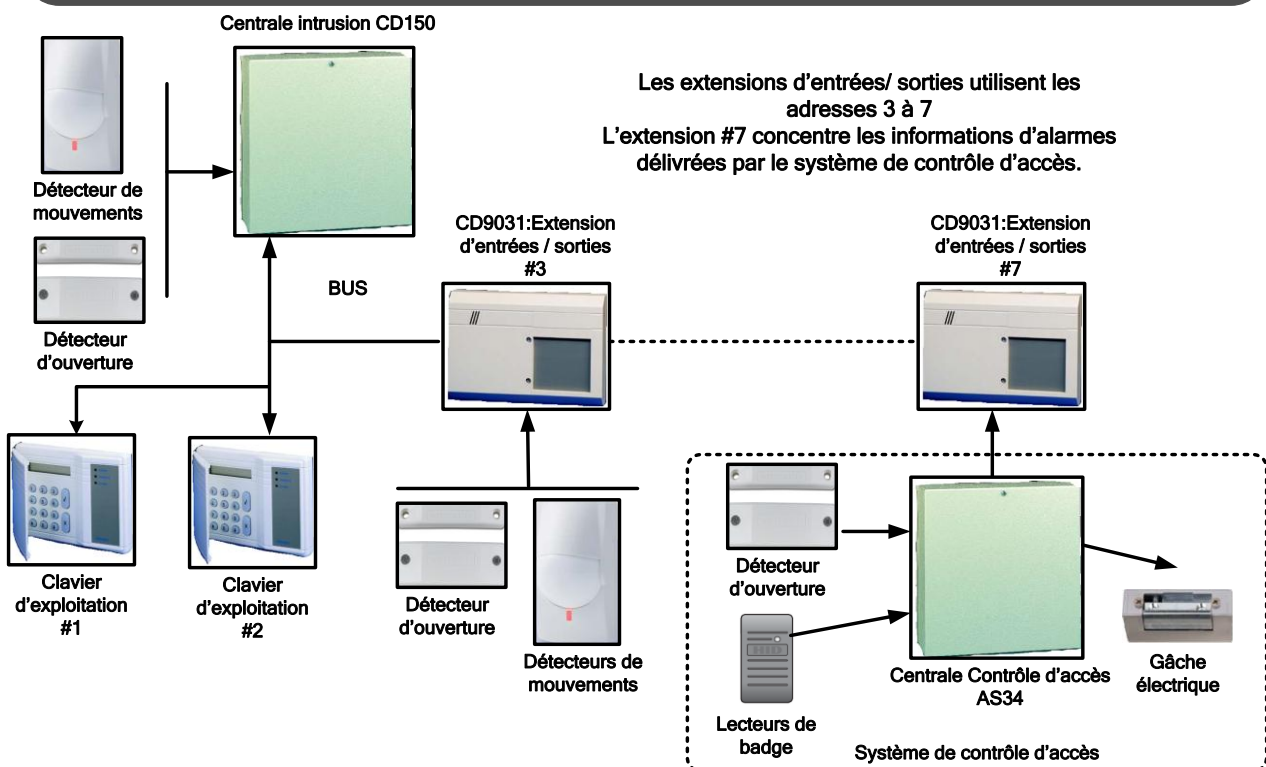 Centrale intrusion CD150
Les extensions d'entrées/ sorties utilisent les
adresses 3 à 7
L'extension #7 concentre les informations d'alarmes
délivrées par le système de contrôle d'accès.
Détecteur de
mouvements
CD9031:Extension
d'entrées / sorties
#3
CD9031:Extension
d'entrées / sorties
#7
BUS
Détecteur
d'ouverture
Clavier
d'exploitation
#1
Clavier
d'exploitation
#2
Détecteur
d'ouverture
Détecteurs de
mouvements
Détecteur
d'ouverture
HID
Lecteurs de
badge
Centrale Contrôle d'accès
AS34
Gâche
électrique
Système de contrôle d'accès